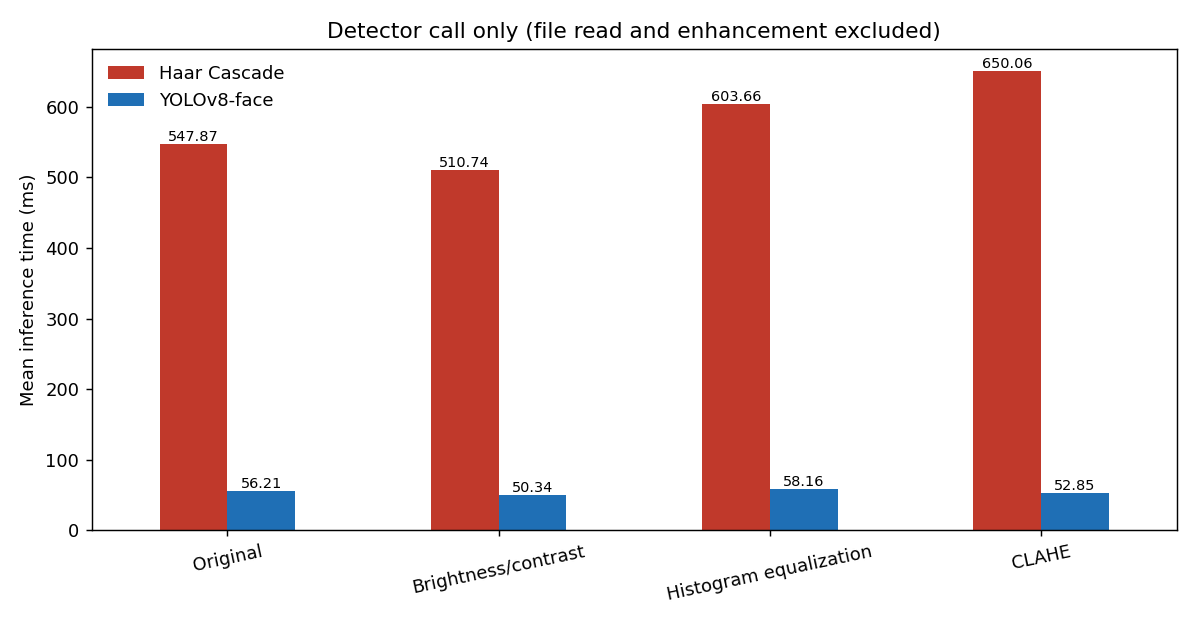 Detector call only (file read and enhancement excluded)
Haar Cascade
YOLOv8-face
Mean inference time (ms)
600
500
400
300
200
100
0
547.87
56.21
510.74
50.34
603.66
58.16
650.06
52.85
Original
Brightness/contrast
Histogram equalization
CLAHE